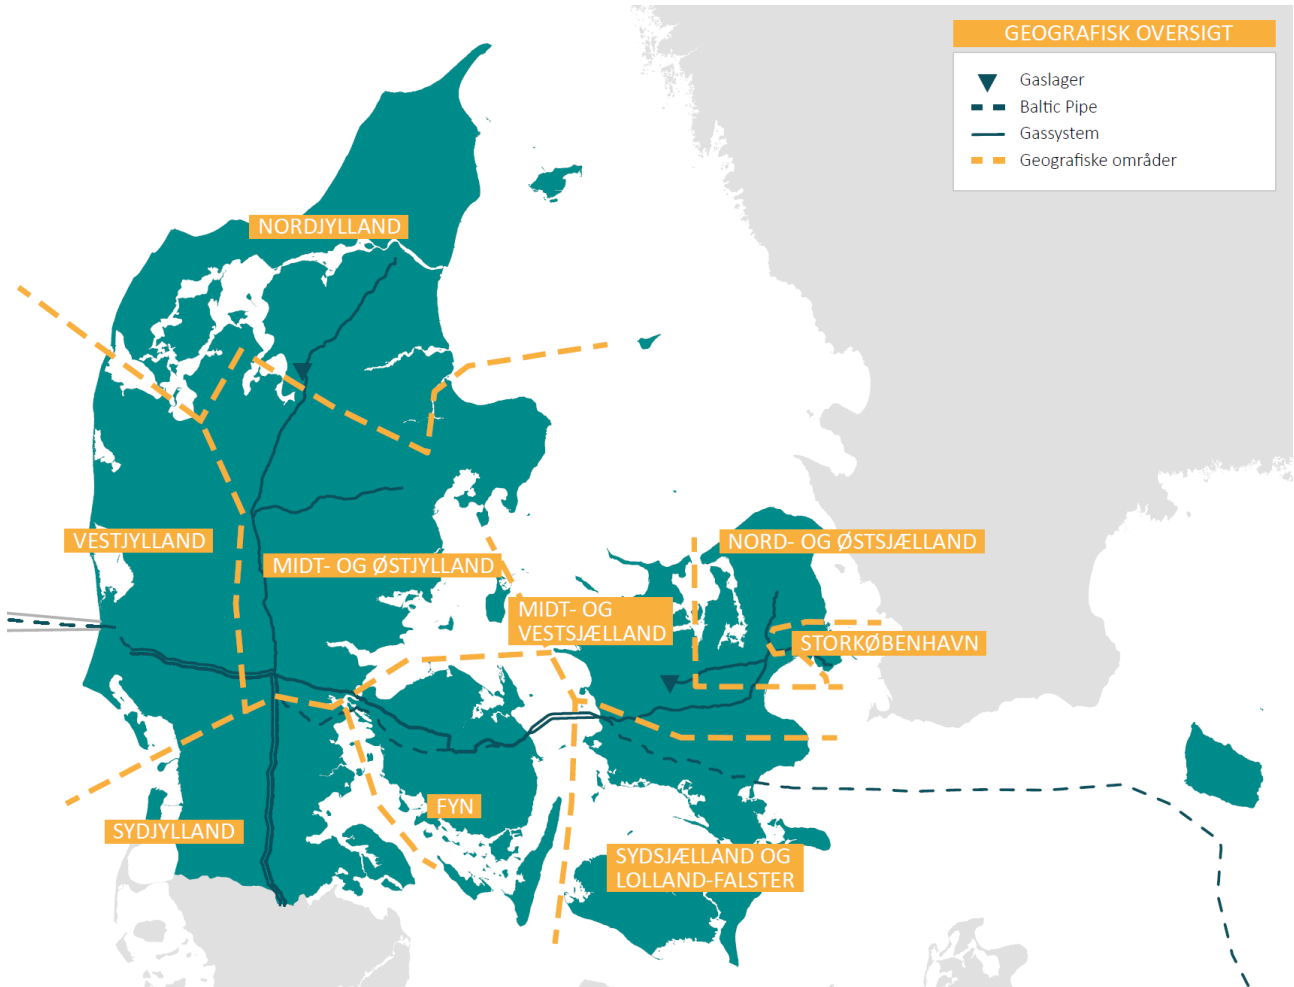 GEOGRAFISK OVERSIGT
Gaslager
Baltic Pipe
Gassystem
Geografiske områder
NORDJYLLAND
VESTJYLLAND
MIDT- OG ØSTJYLLAND
NORD- OG ØSTSJÆLLAND
MIDT- OG
VESTSJÆLLAND
STORKØBENHAVN
FYN
SYDJYLLAND
SYDSJÆLLAND OG
LOLLAND-FALSTER